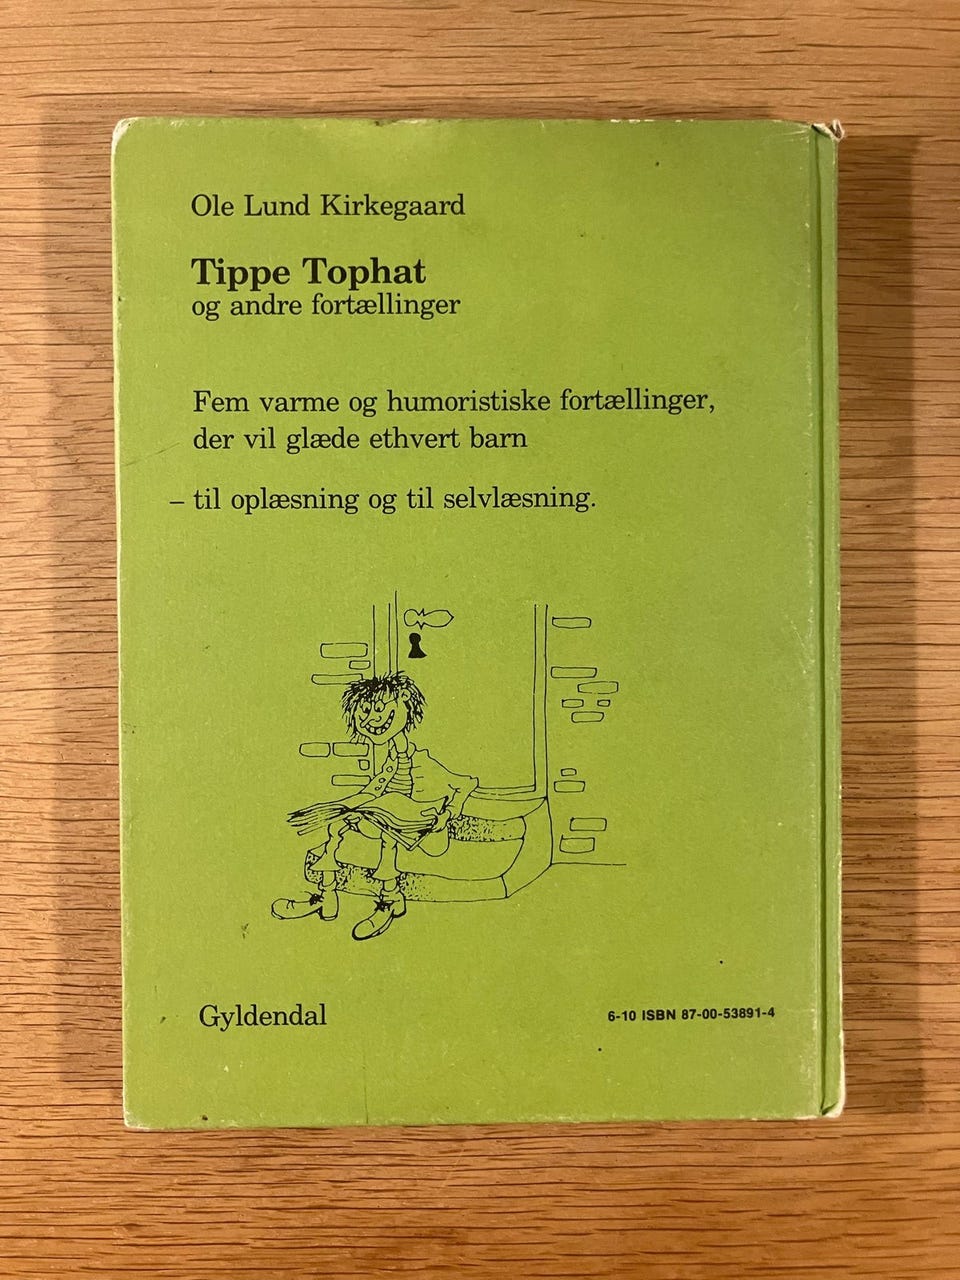 Ole Lund Kirkegaard
Tippe Tophat
og andre fortællinger
Fem varme og humoristiske fortællinger,
der vil glæde ethvert barn
– til oplæsning og til selvlæsning.
Gyldendal
6-10 ISBN 87-00-53891-4